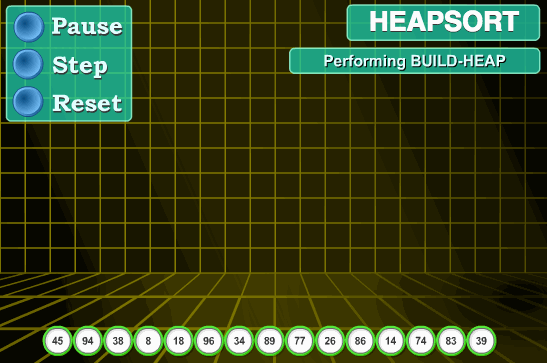 Pause
Step
Reset
HEAPSORT
Performing BUILD-HEAP
45 94 38 8 18 96 34 89 77 26 86 14 74 83 39